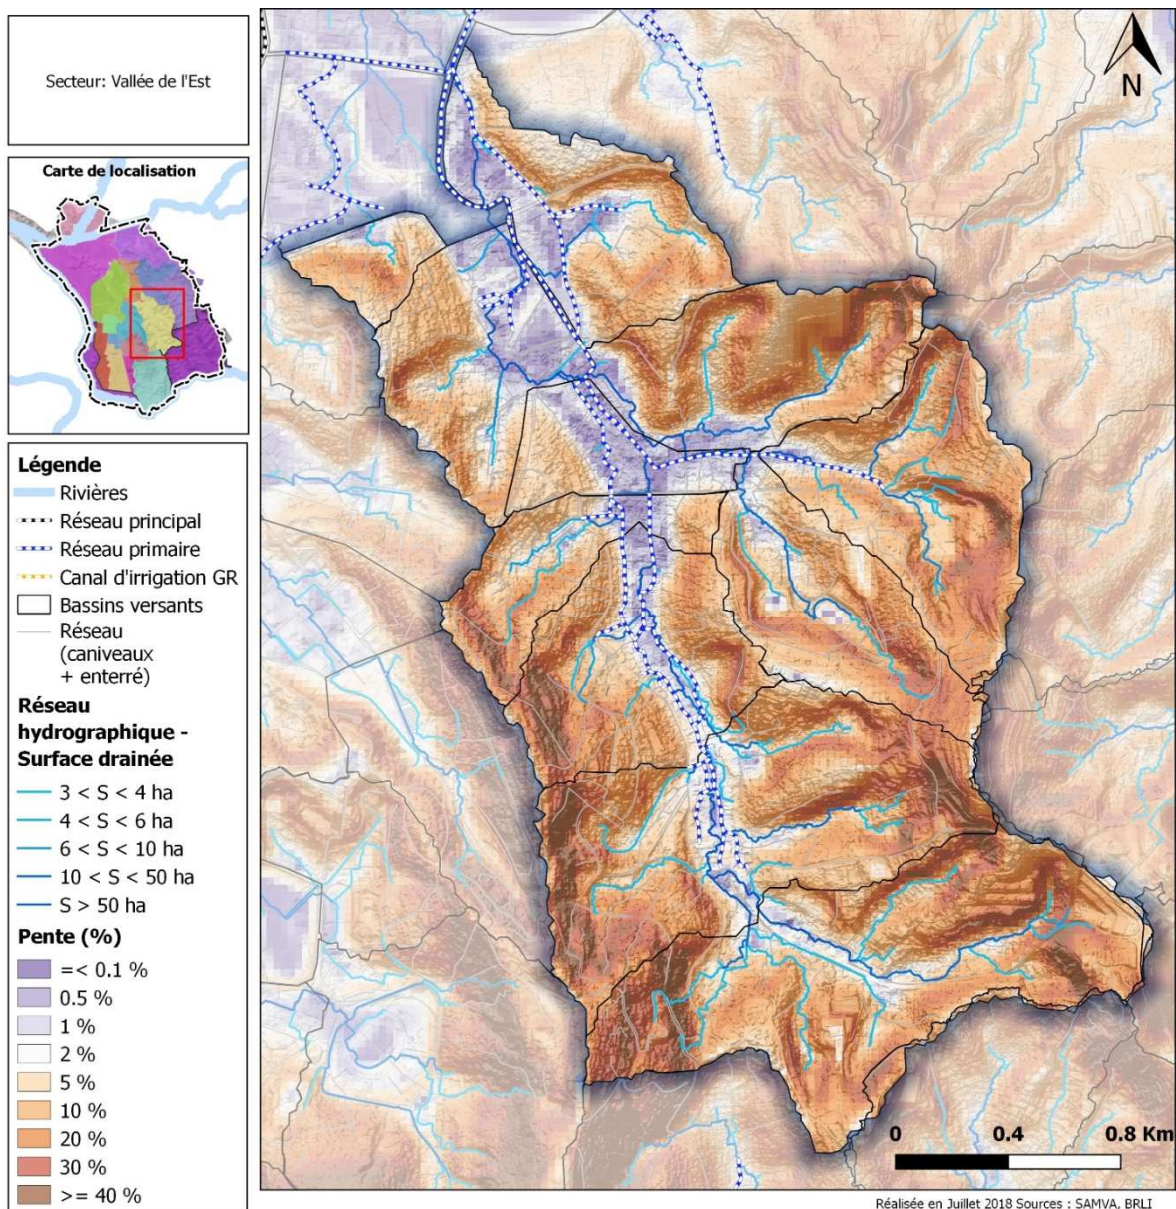 Secteur: Vallée de l'Est
Carte de localisation
Légende
Rivières
Réseau principal
Réseau primaire
Canal d'irrigation GR
Bassins versants
Réseau
(caniveaux
+ enterré)
Réseau
hydrographique -
Surface drainée
3 < S < 4 ha
4 < S < 6 ha
6 < S < 10 ha
10 < S < 50 ha
S > 50 ha
Pente (%)
=< 0.1 %
0.5 %
1 %
2 %
5 %
10 %
20 %
30 %
>= 40 %
N
0 0.4 0.8 Km
Réalisée en Juillet 2018 Sources : SAMVA, BRLI